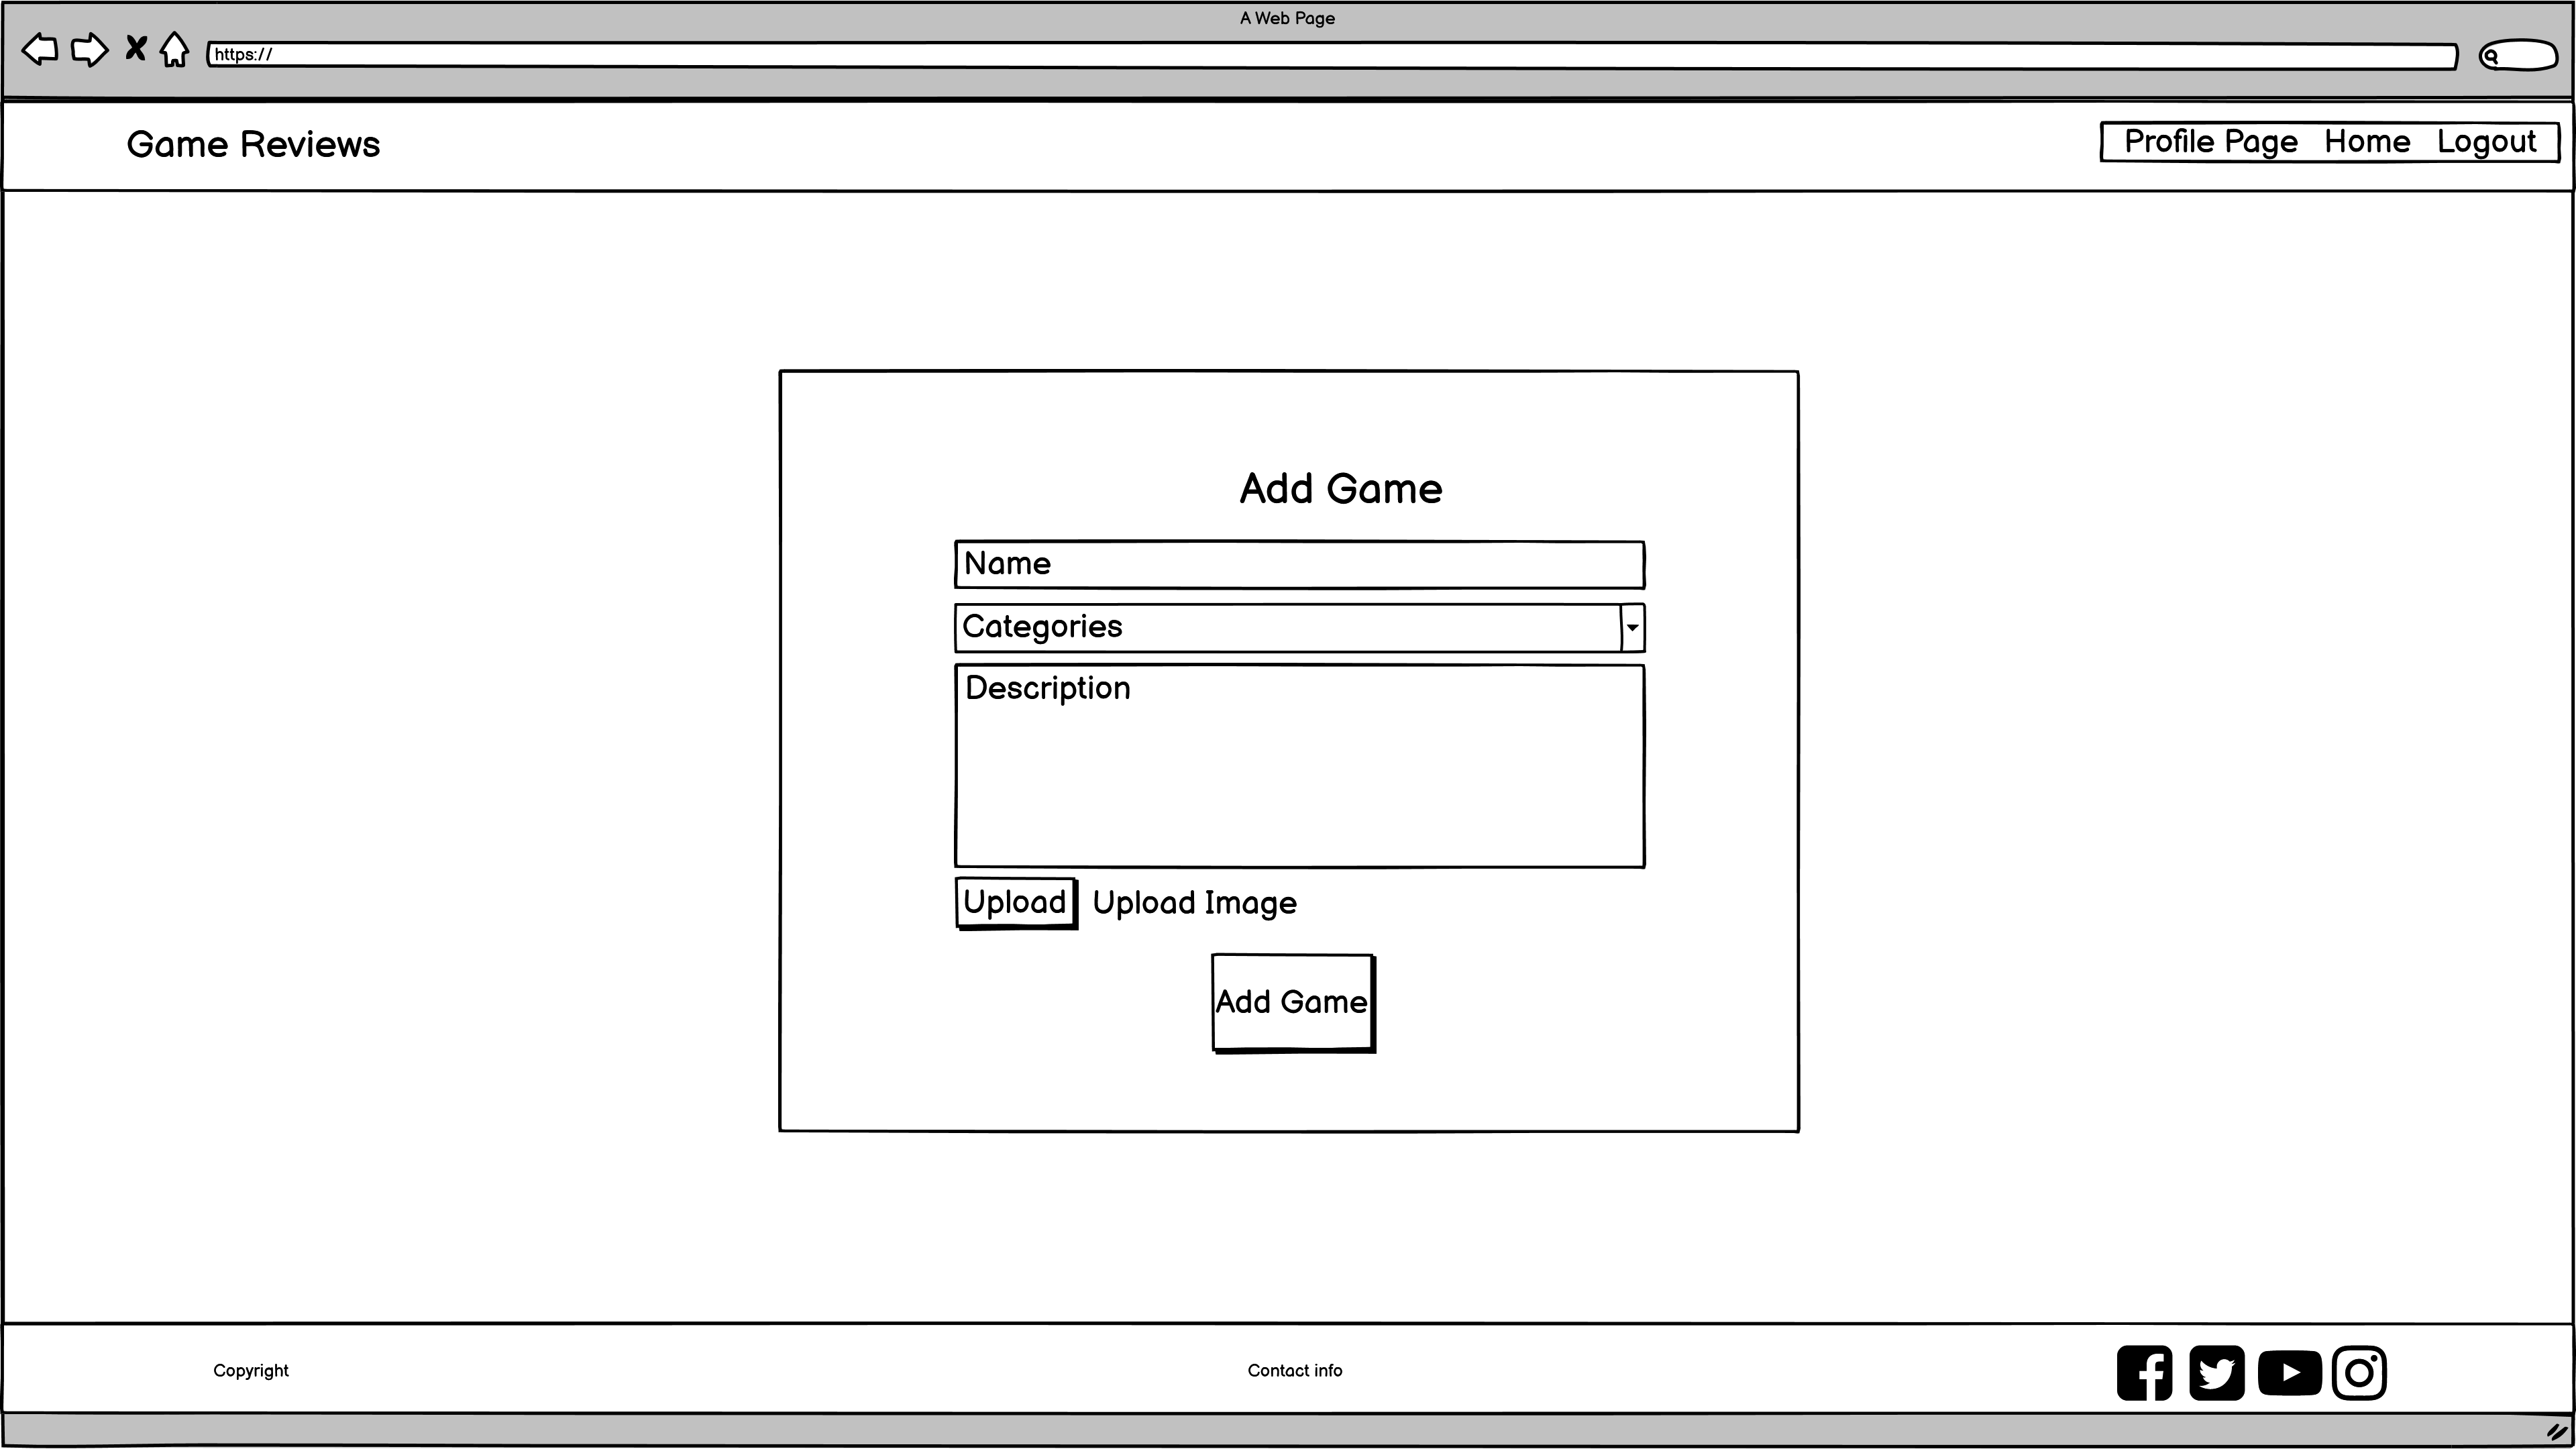 A Web Page
https://
Game Reviews
Profile Page Home Logout
Add Game
Name
Categories
Description
Upload Upload Image
Add Game
Copyright Contact info